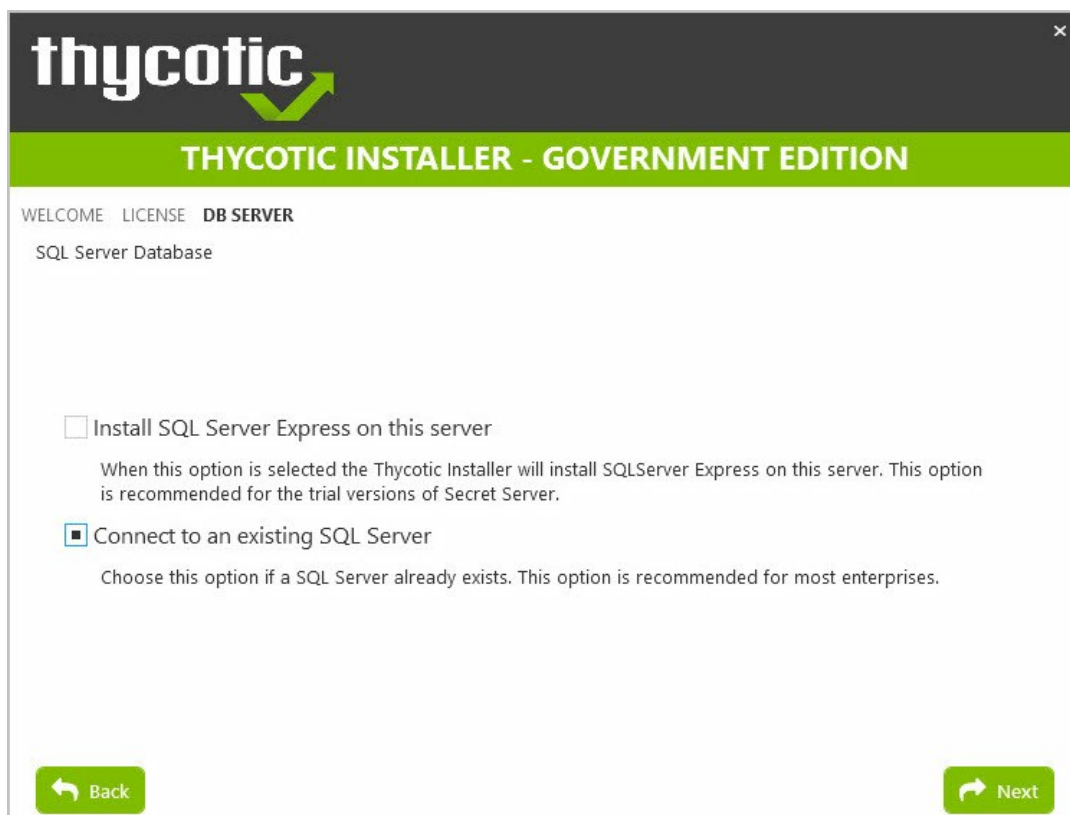 thycotic
THYCOTIC INSTALLER - GOVERNMENT EDITION
WELCOME LICENSE DB SERVER
SQL Server Database
Install SQL Server Express on this server
When this option is selected the Thycotic Installer will install SQLServer Express on this server. This option
is recommended for the trial versions of Secret Server.
Connect to an existing SQL Server
Choose this option if a SQL Server already exists. This option is recommended for most enterprises.
Back Next